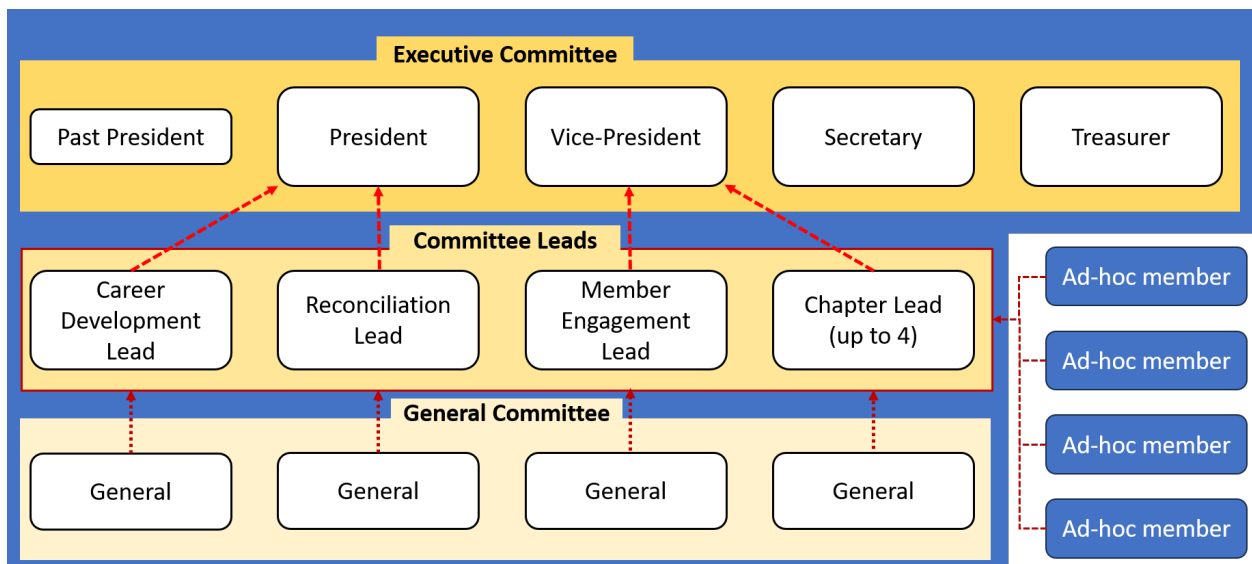 Executive Committee
Past President
President
Vice-President
Secretary
Treasurer
Committee Leads
Career
Development
Lead
Reconciliation
Lead
Member
Engagement
Lead
Chapter Lead
(up to 4)
General Committee
General
General
General
General
Ad-hoc member
Ad-hoc member
Ad-hoc member
Ad-hoc member